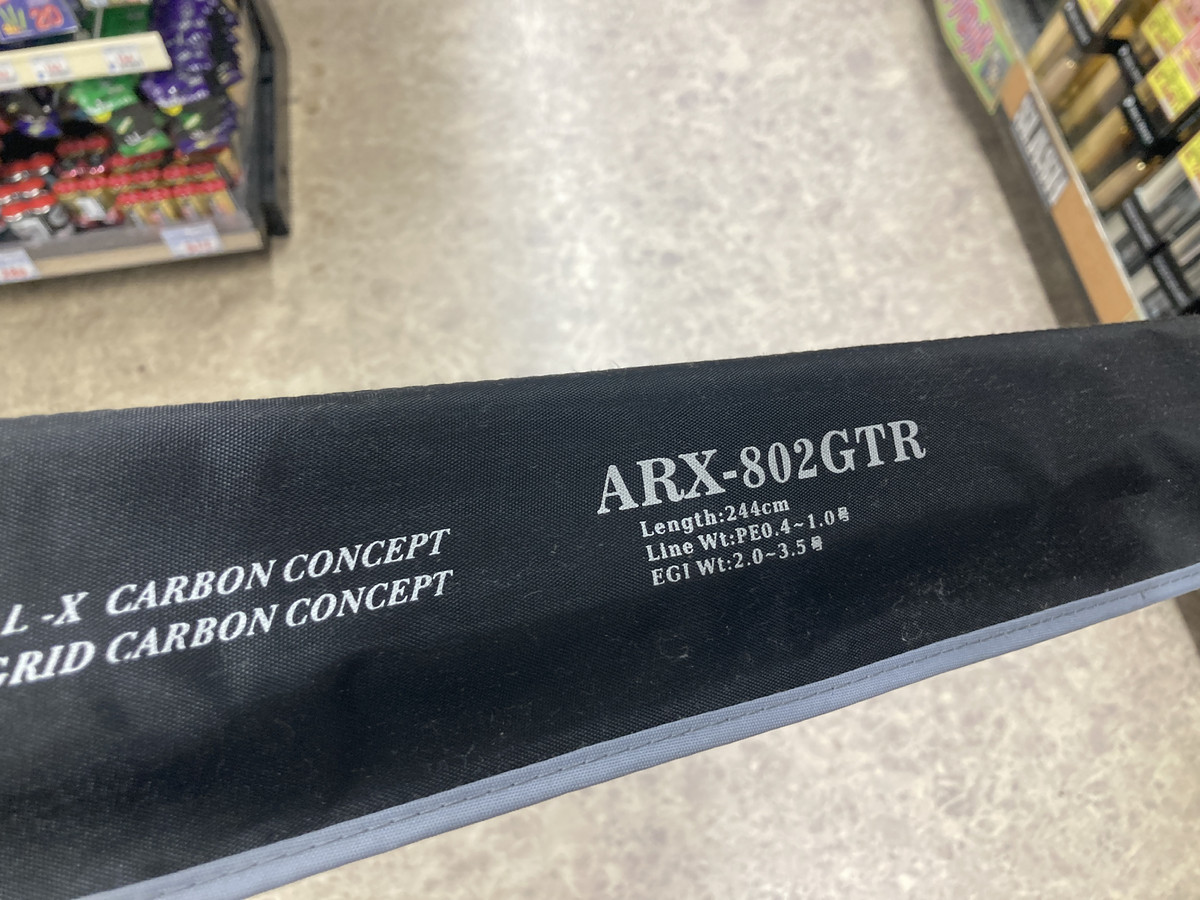 ARX-802GTR
Length:244cm
Line Wt:PE0.4~1.0号
EGI Wt:2.0~3.5号
L -X CARBON CONCEPT
GRID CARBON CONCEPT